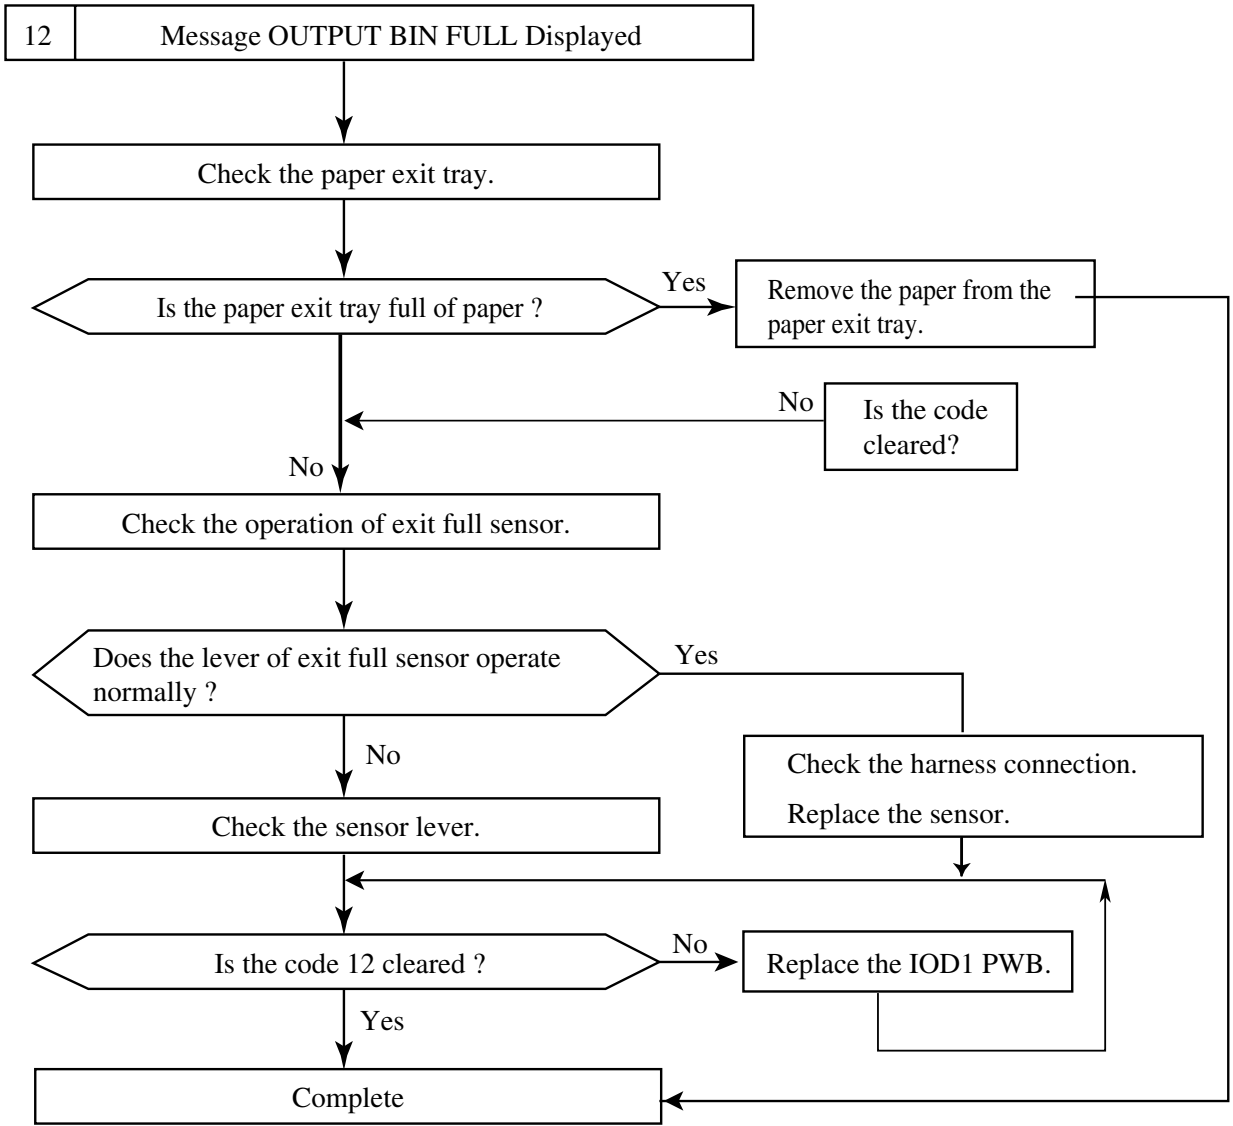 12
Message OUTPUT BIN FULL Displayed
Check the paper exit tray.
Is the paper exit tray full of paper ?
Yes
Remove the paper from the
paper exit tray.
No
Is the code
cleared?
No
Check the operation of exit full sensor.
Does the lever of exit full sensor operate
normally ?
Yes
No
Check the harness connection.
Replace the sensor.
Check the sensor lever.
Is the code 12 cleared ?
No
Replace the IOD1 PWB.
Yes
Complete